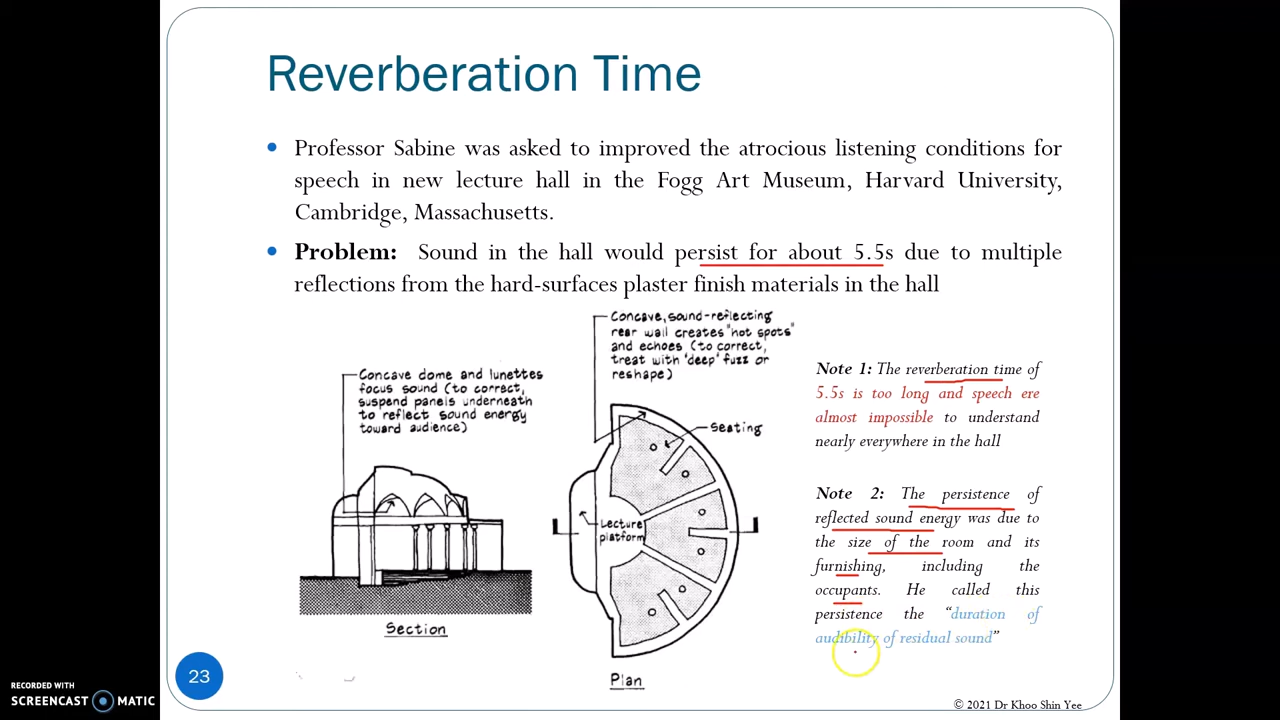 Reverberation Time
Professor Sabine was asked to improved the atrocious listening conditions for
speech in new lecture hall in the Fogg Art Museum, Harvard University,
Cambridge, Massachusetts.
Problem: Sound in the hall would persist for about 5.5s due to multiple
reflections from the hard-surfaces plaster finish materials in the hall
Concave, sound-reflecting
rear wall creates "hot spots"
and echoes (to correct,
treat with 'deep' fuzz or
reshape)
Concave dome and lunettes
focus sound (to correct,
suspend panels underneath
to reflect sound energy
toward audience)
Seating
Lecture
platform
Section
Plan
Note 1: The reverberation time of
5.5s is too long and speech ere
almost impossible to understand
nearly everywhere in the hall
Note 2: The persistence of
reflected sound energy was due to
the size of the room and its
furnishing, including the
occupants. He called this
persistence the “duration of
audibility of residual sound”
23
RECORDED WITH
SCREENCAST MATIC
© 2021 Dr Khoo Shin Yee